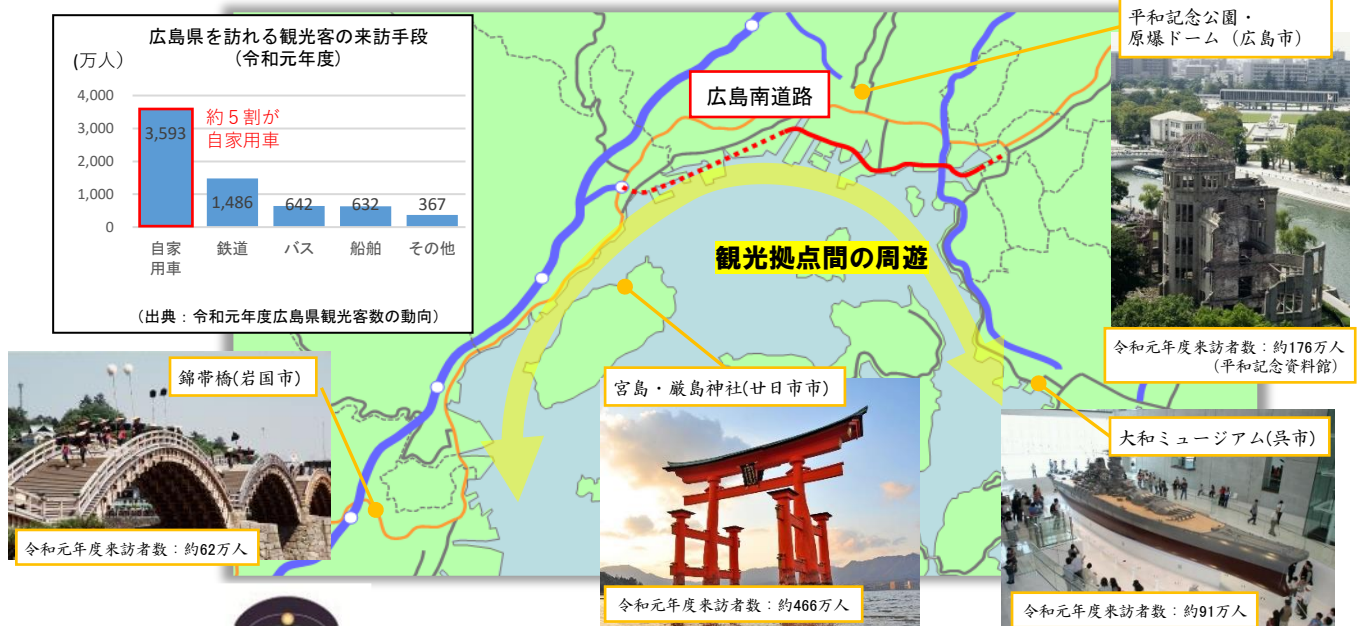 広島県を訪れる観光客の来訪手段
（令和元年度）
(万人)
4,000
3,000
2,000
1,000
0
3,593
1,486
642
632
367
約５割が
自家用車
自家
用車
鉄道
バス
船舶
その他
（出典：令和元年度広島県観光客数の動向）
広島南道路
平和記念公園・
原爆ドーム（広島市）
令和元年度来訪者数：約176万人
（平和記念資料館）
観光拠点間の周遊
錦帯橋(岩国市)
令和元年度来訪者数：約62万人
宮島・厳島神社(廿日市市)
令和元年度来訪者数：約466万人
大和ミュージアム(呉市)
令和元年度来訪者数：約91万人